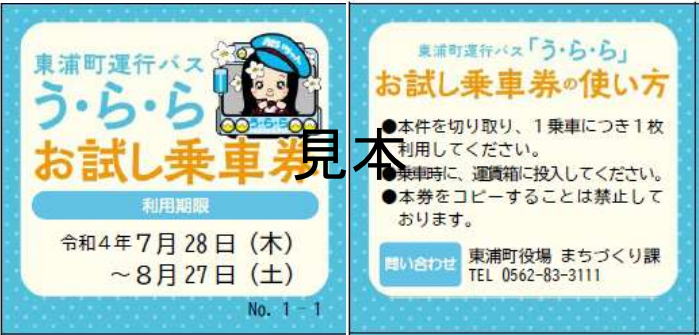 東浦町運行バス
う・ら・ら
お試し乗車券
利用期限
令和4年7月28日（木）
～8月27日（土）
No. 1－1
う・ら・ら
東浦町運行バス「う・ら・ら」
お試し乗車券の使い方
●本件を切り取り、１乗車につき１枚
利用してください。
●乗車時に、運賃箱に投入してください。
●本券をコピーすることは禁止して
おります。
問い合わせ
東浦町役場 まちづくり課
TEL 0562-83-3111
見本